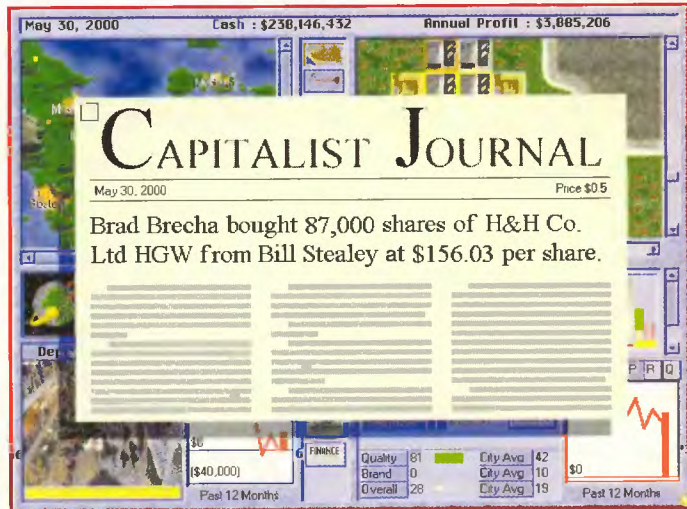 May 30, 2000 Cash : $238,146,432 Annual Profit : $3,885,206
CAPITALIST JOURNAL
May 30, 2000 Price $0.5
Brad Brecha bought 87,000 shares of H&H Co.
Ltd HGW from Bill Stealey at $156.03 per share.
P R Q
FINANCE
($40,000)
Past 12 Months
Quality 81 City Avg 42
Brand 0 City Avg 10
Overall 28 City Avg 19
$0
Past 12 Months